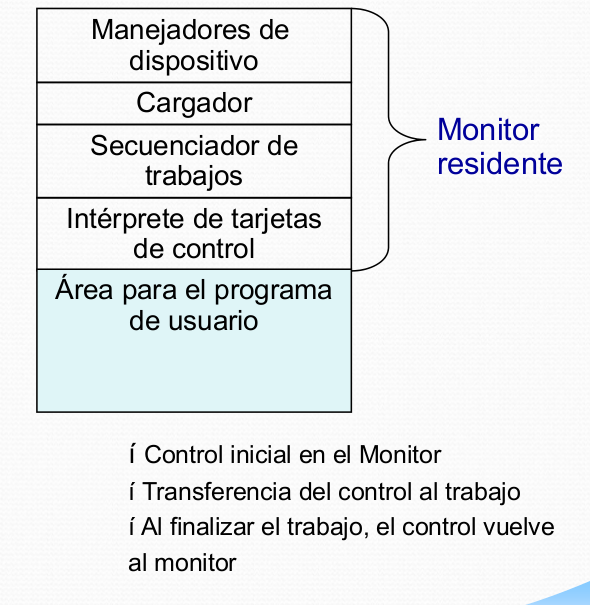 Manejadores de
dispositivo
Cargador
Secuenciador de
trabajos
Intérprete de tarjetas
de control
Monitor
residente
Área para el programa
de usuario
í Control inicial en el Monitor
í Transferencia del control al trabajo
í Al finalizar el trabajo, el control vuelve
al monitor